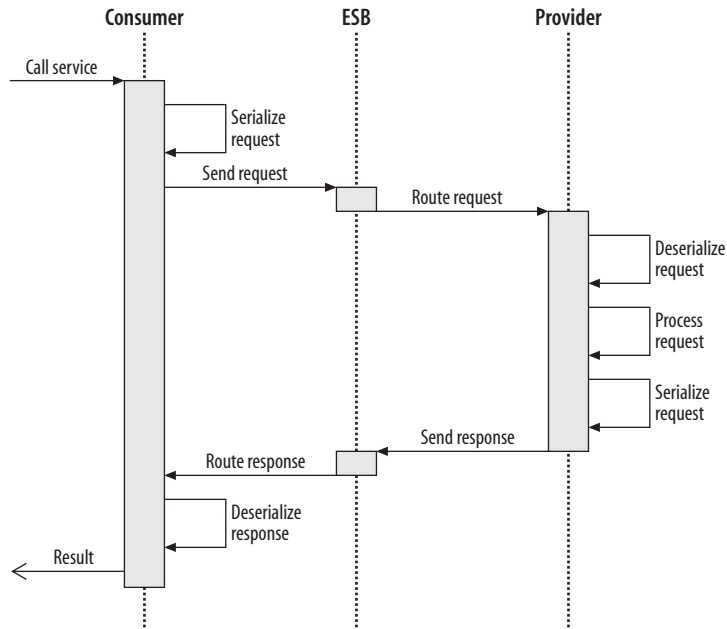 Consumer
ESB
Provider
Call service
Serialize
request
Send request
Route request
Deserialize
request
Process
request
Serialize
request
Send response
Route response
Deserialize
response
Result